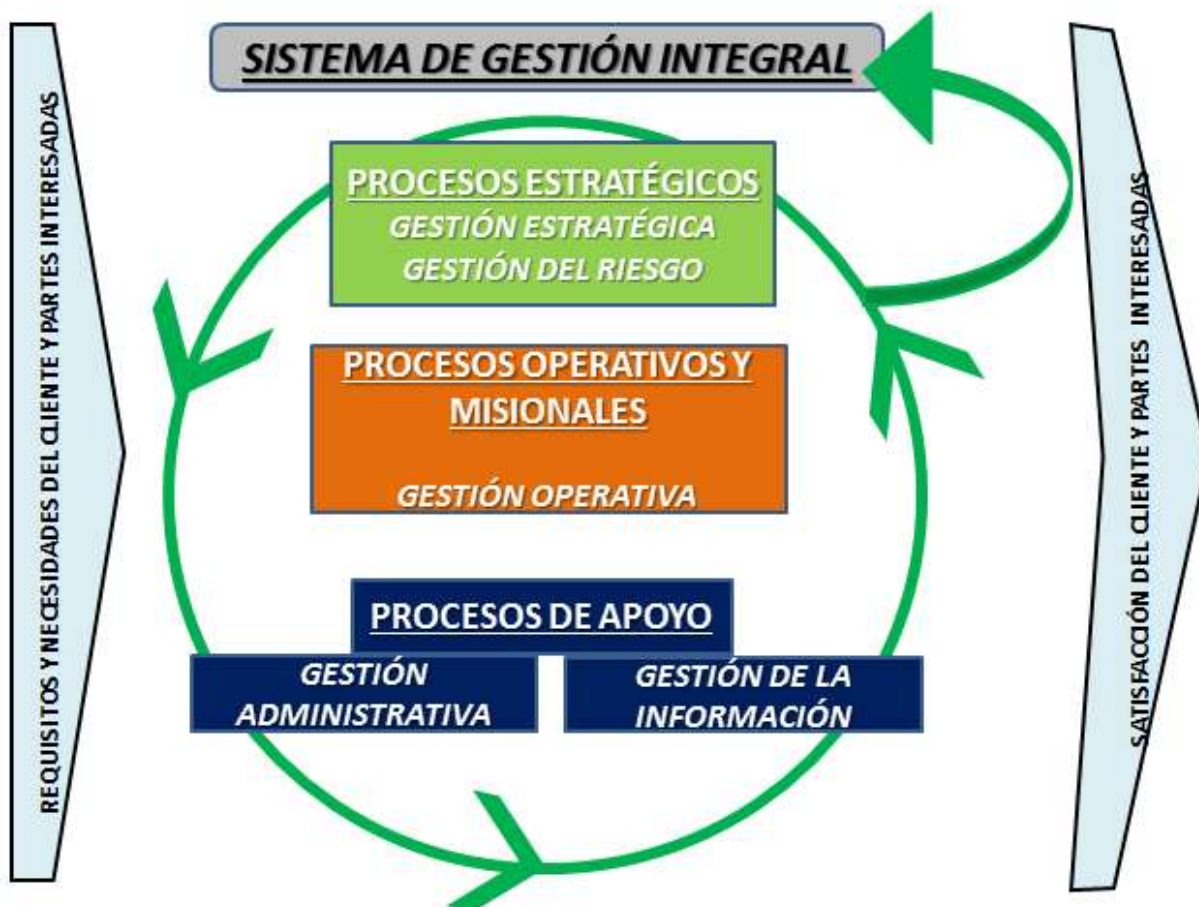 SISTEMA DE GESTIÓN INTEGRAL
REQUISITOS Y NECESIDADES DEL CLIENTE Y PARTES INTERESADAS
PROCESOS ESTRATÉGICOS
GESTIÓN ESTRATÉGICA
GESTIÓN DEL RIESGO
PROCESOS OPERATIVOS Y
MISIONALES
GESTIÓN OPERATIVA
PROCESOS DE APOYO
GESTIÓN
ADMINISTRATIVA
GESTIÓN DE LA
INFORMACIÓN
SATISFACCIÓN DEL CLIENTE Y PARTES INTERESADAS